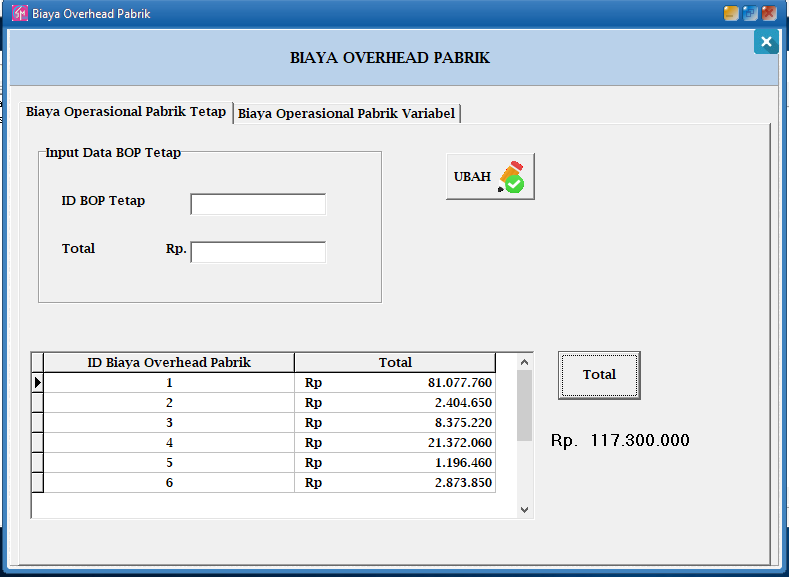 SM Biaya Overhead Pabrik
BIAYA OVERHEAD PABRIK
Biaya Operasional Pabrik Tetap Biaya Operasional Pabrik Variabel
Input Data BOP Tetap
UBAH
ID BOP Tetap
Total Rp.
ID Biaya Overhead Pabrik Total
1 Rp 81.077.760
2 Rp 2.404.650
3 Rp 8.375.220
4 Rp 21.372.060
5 Rp 1.196.460
6 Rp 2.873.850
Total
Rp. 117.300.000